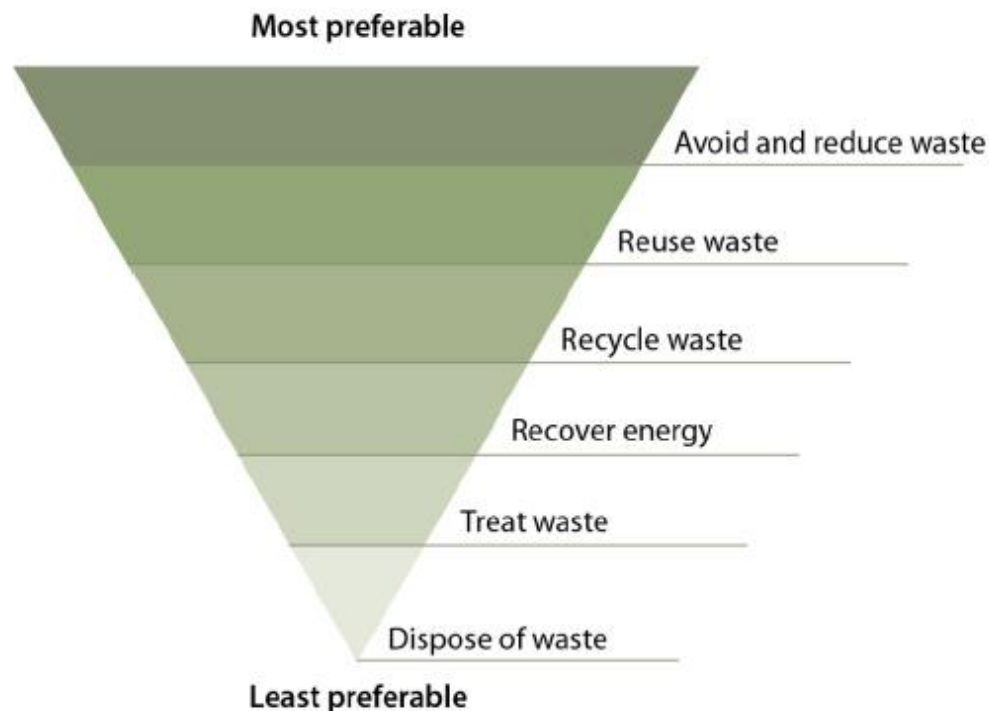 Most preferable
Avoid and reduce waste
Reuse waste
Recycle waste
Recover energy
Treat waste
Dispose of waste
Least preferable